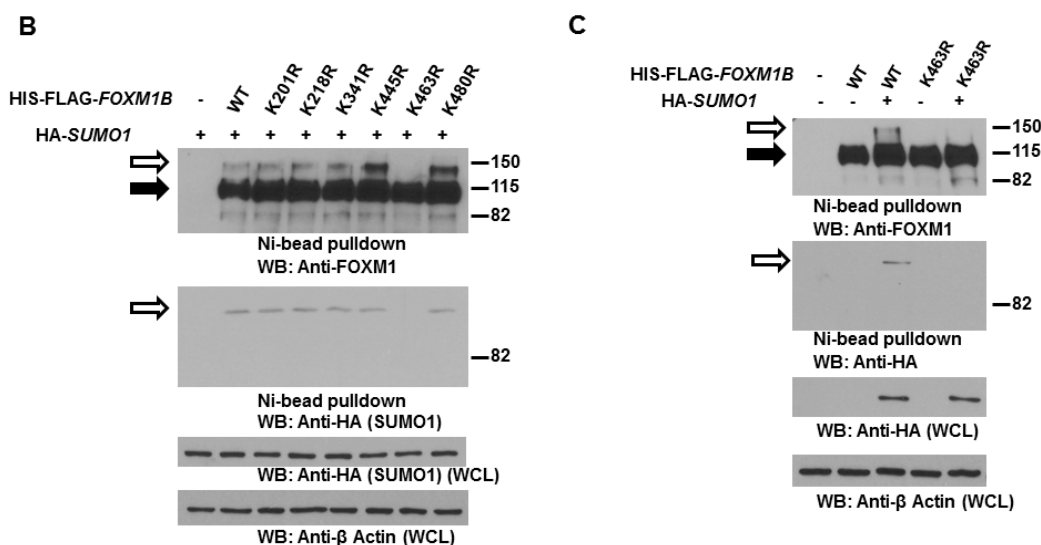 B
HIS-FLAG-FOXM1B - WT K201R K218R K341R K445R K463R K480R
HA-SUMO1 + + + + + + + +
150
115
82
Ni-bead pulldown
WB: Anti-FOXM1
82
Ni-bead pulldown
WB: Anti-HA (SUMO1)
WB: Anti-HA (SUMO1) (WCL)
WB: Anti-β Actin (WCL)
C
HIS-FLAG-FOXM1B - WT WT K463R K463R
HA-SUMO1 - - + - +
150
115
82
Ni-bead pulldown
WB: Anti-FOXM1
82
Ni-bead pulldown
WB: Anti-HA
WB: Anti-HA (WCL)
WB: Anti-β Actin (WCL)